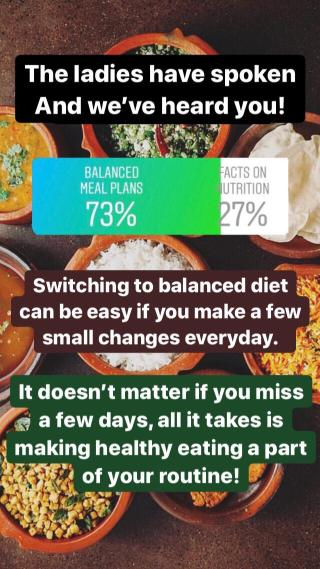 The ladies have spoken
And we've heard you!
BALANCED
MEAL PLANS
73%
FACTS ON
NUTRITION
27%
Switching to balanced diet
can be easy if you make a few
small changes everyday.
It doesn't matter if you miss
a few days, all it takes is
making healthy eating a part
of your routine!